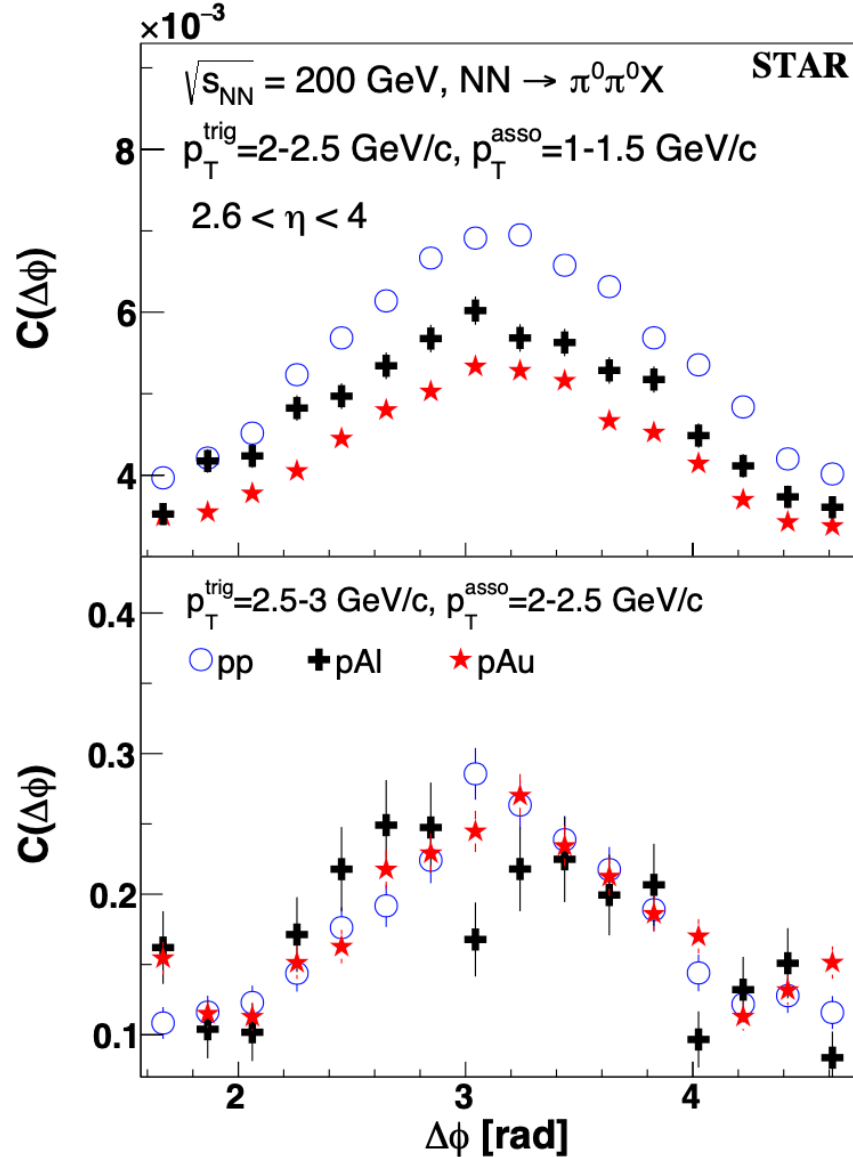 ×10⁻³
√s_NN = 200 GeV, NN → π⁰π⁰X
STAR
p_T^trig=2-2.5 GeV/c, p_T^asso=1-1.5 GeV/c
2.6 < η < 4
8
6
4
C(Δϕ)
p_T^trig=2.5-3 GeV/c, p_T^asso=2-2.5 GeV/c
pp pAl pAu
0.4
0.3
0.2
0.1
C(Δϕ)
2 3 4
Δϕ [rad]